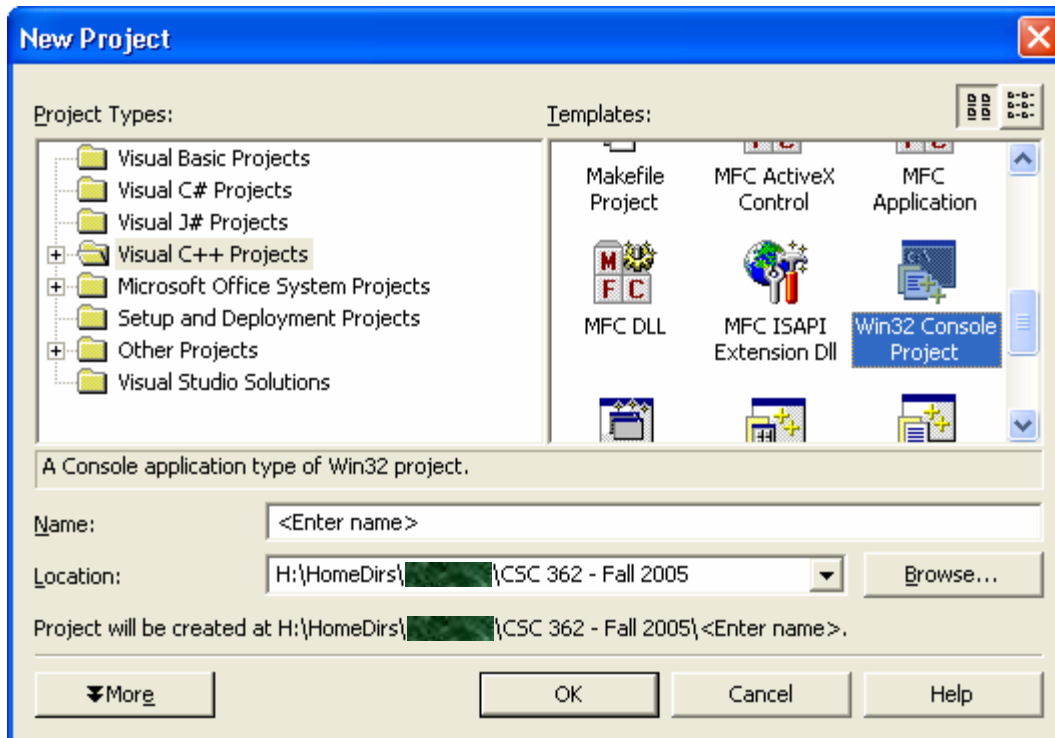 New Project
Project Types:
Templates:
Visual Basic Projects
Visual C# Projects
Visual J# Projects
Visual C++ Projects
Microsoft Office System Projects
Setup and Deployment Projects
Other Projects
Visual Studio Solutions
Makefile
Project
MFC ActiveX
Control
MFC
Application
M
F C
MFC DLL
MFC ISAPI
Extension Dll
C:\
Win32 Console
Project
A Console application type of Win32 project.
Name:
<Enter name>
Location:
H:\HomeDirs\ \CSC 362 - Fall 2005
Browse...
Project will be created at H:\HomeDirs\ \CSC 362 - Fall 2005\<Enter name>.
More
OK
Cancel
Help